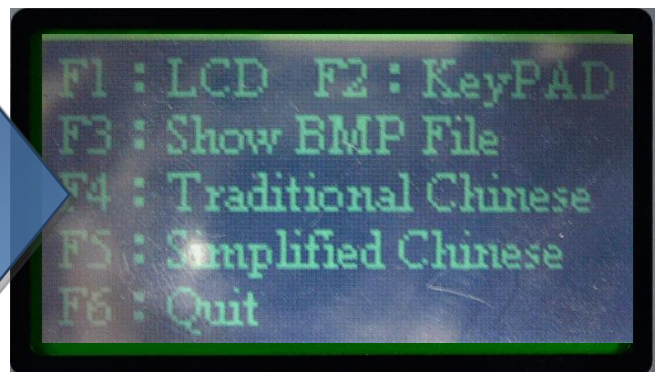 F1 : LCD F2 : KeyPAD
F3 : Show BMP File
F4 : Traditional Chinese
F5 : Simplified Chinese
F6 : Quit